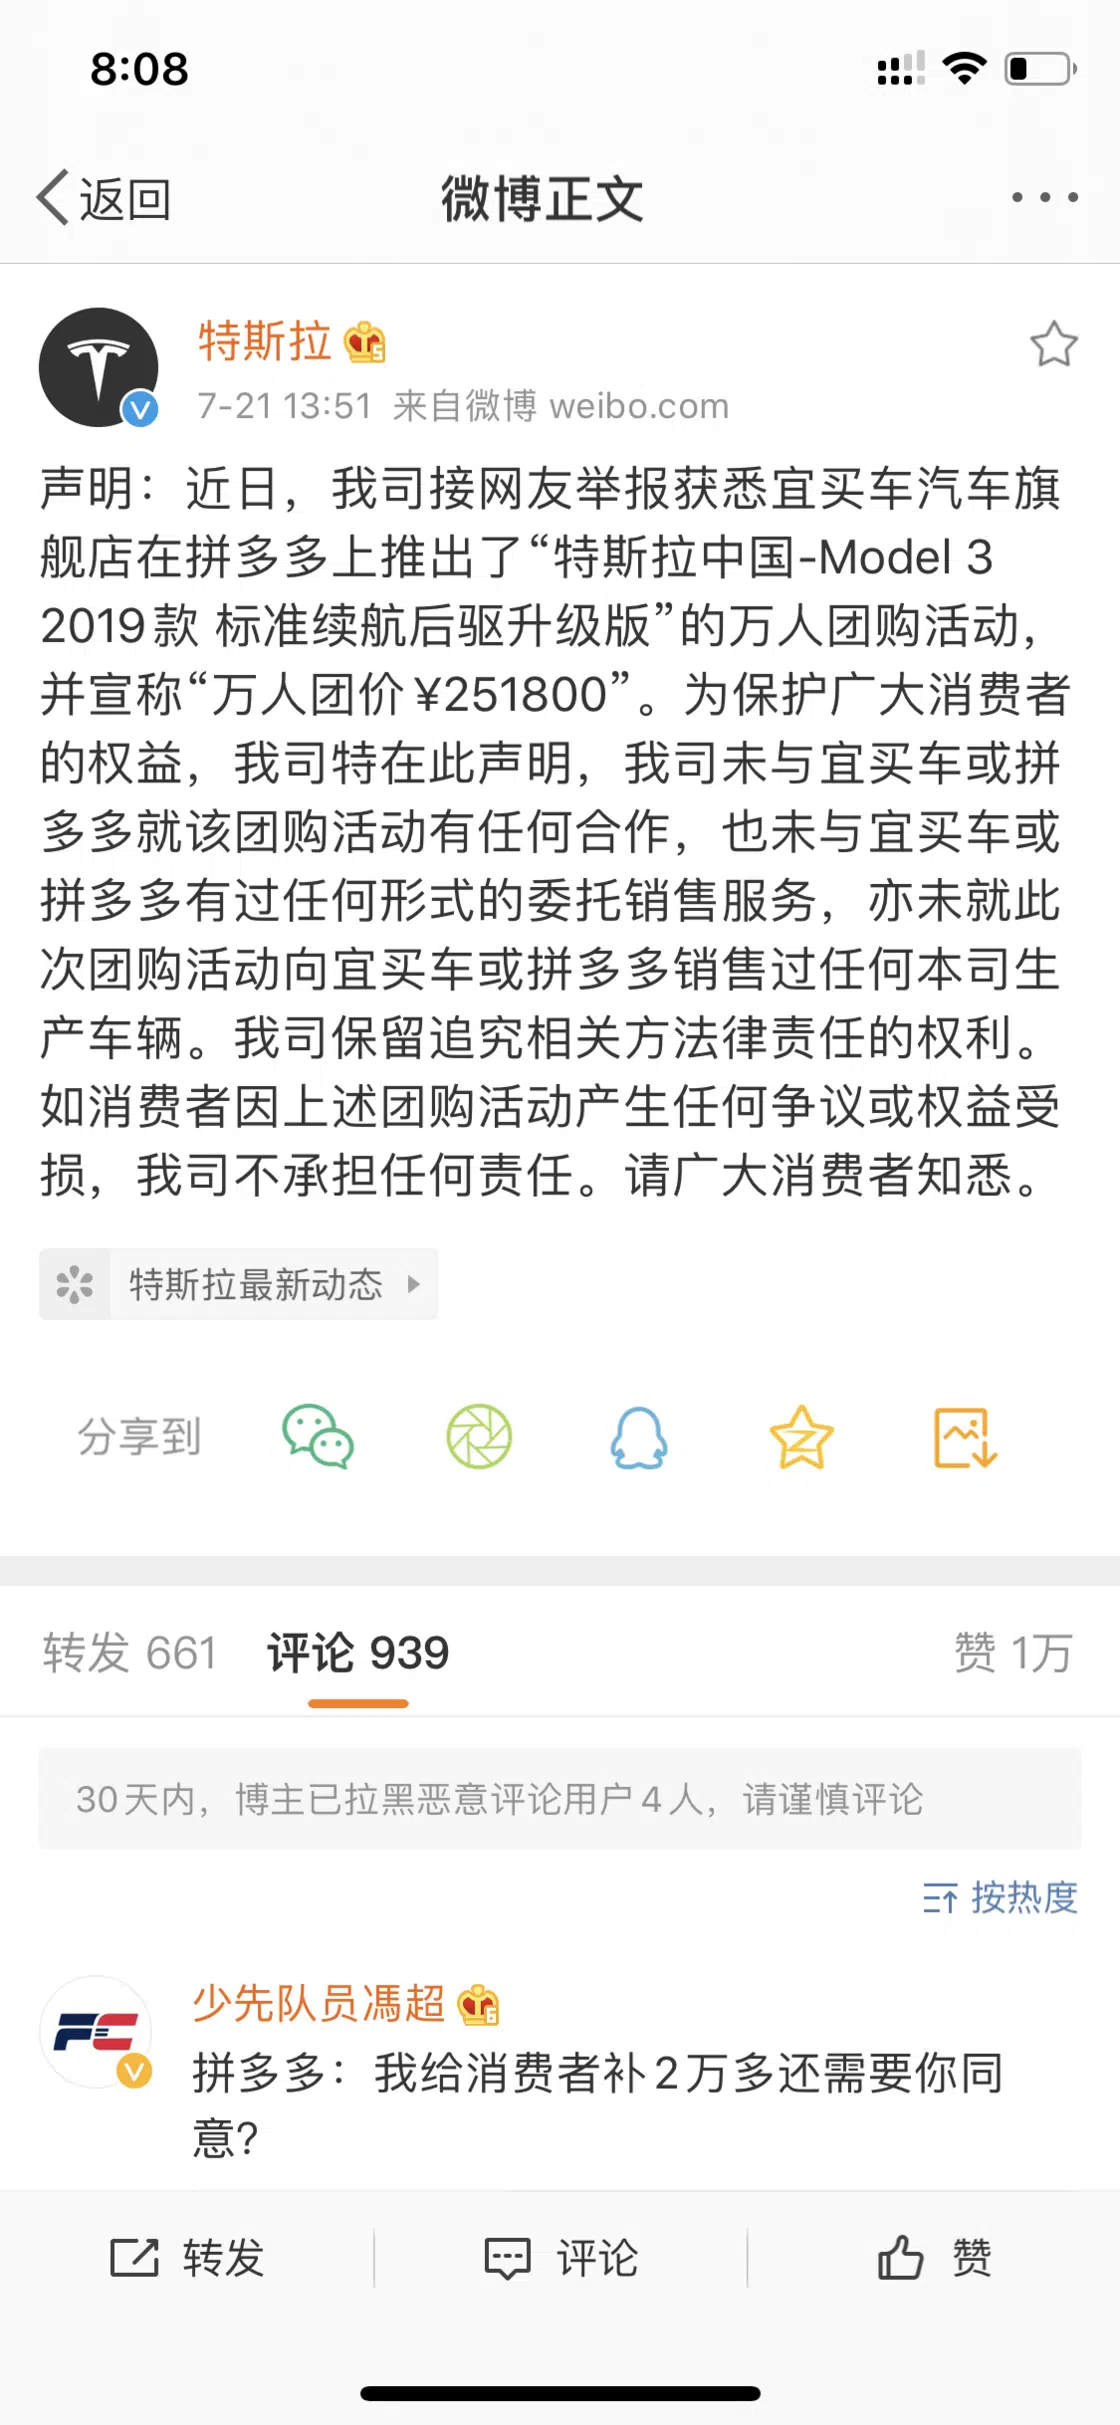 8:08
返回
微博正文
特斯拉
7-21 13:51 来自微博 weibo.com
声明：近日，我司接网友举报获悉宜买车汽车旗
舰店在拼多多上推出了“特斯拉中国-Model 3
2019款 标准续航后驱升级版”的万人团购活动，
并宣称“万人团价¥251800”。为保护广大消费者
的权益，我司特在此声明，我司未与宜买车或拼
多多就该团购活动有任何合作，也未与宜买车或
拼多多有过任何形式的委托销售服务，亦未就此
次团购活动向宜买车或拼多多销售过任何本司生
产车辆。我司保留追究相关方法律责任的权利。
如消费者因上述团购活动产生任何争议或权益受
损，我司不承担任何责任。请广大消费者知悉。
特斯拉最新动态
分享到
转发 661 评论 939 赞 1万
30天内，博主已拉黑恶意评论用户4人，请谨慎评论
按热度
少先队员馮超
拼多多：我给消费者补2万多还需要你同
意?
转发 评论 赞